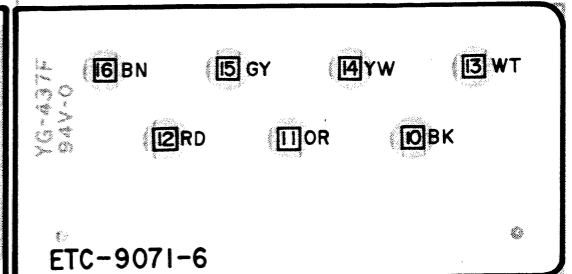 16 BN 15 GY 14 YW 13 WT
12 RD 11 OR 10 BK
YG-437F
94V-0
ETC-9071-6